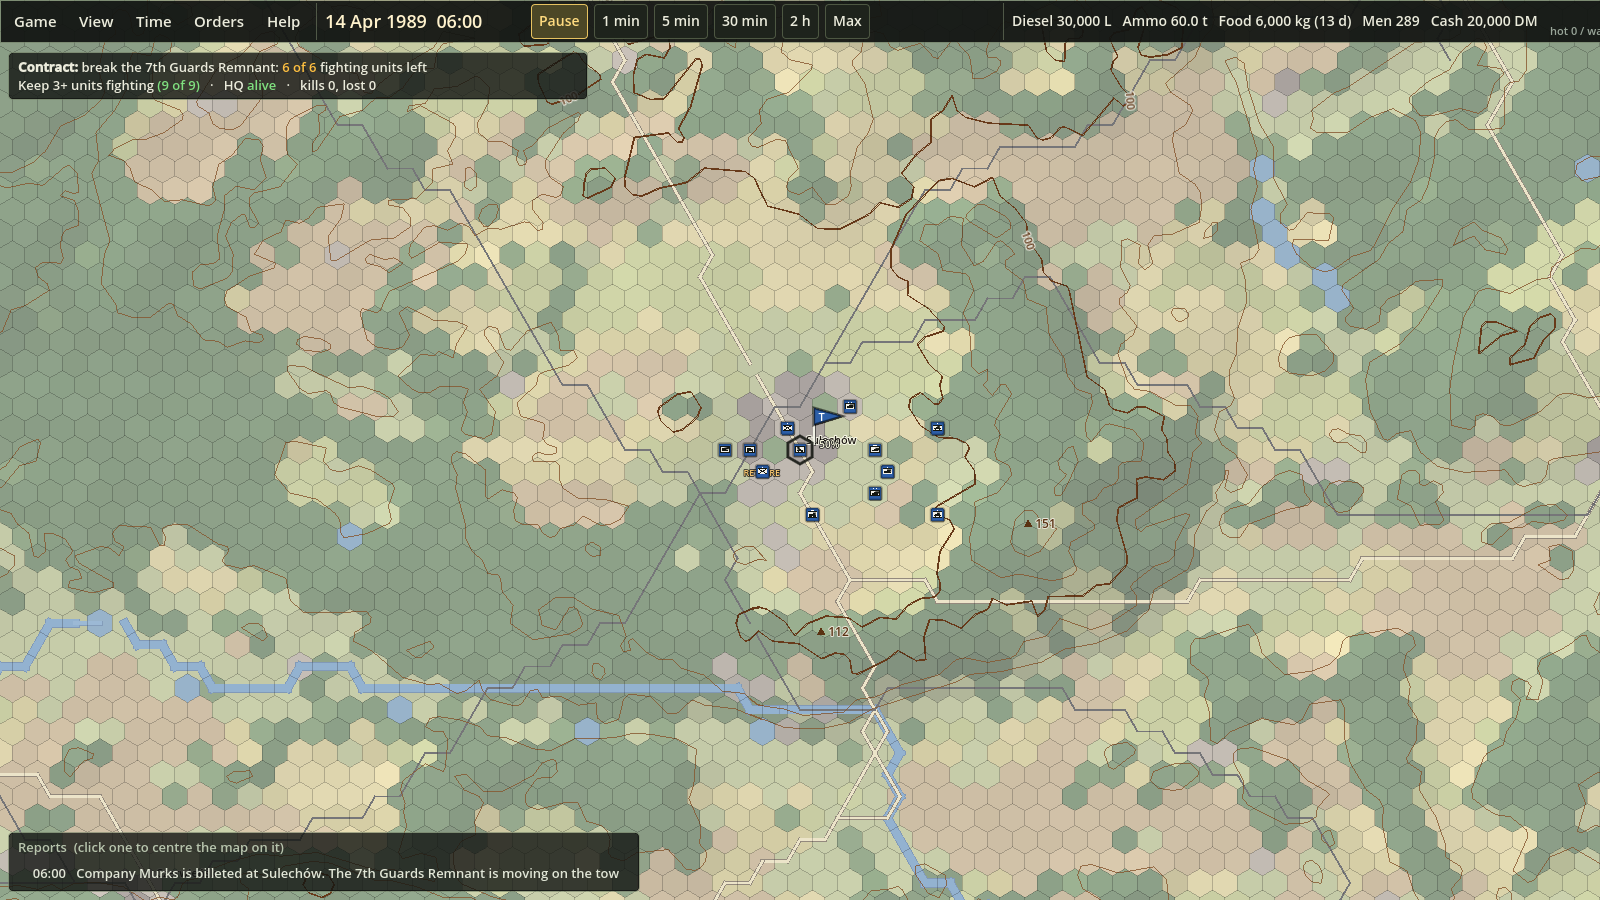 Game View Time Orders Help 14 Apr 1989 06:00 Pause 1 min 5 min 30 min 2 h Max Diesel 30,000 L Ammo 60.0 t Food 6,000 kg (13 d) Men 289 Cash 20,000 DM
hot 0 / wa
Contract: break the 7th Guards Remnant: 6 of 6 fighting units left
Keep 3+ units fighting (9 of 9) · HQ alive · kills 0, lost 0
100
100
100
T
151
112
Reports (click one to centre the map on it)
06:00 Company Murks is billeted at Sulechów. The 7th Guards Remnant is moving on the tow